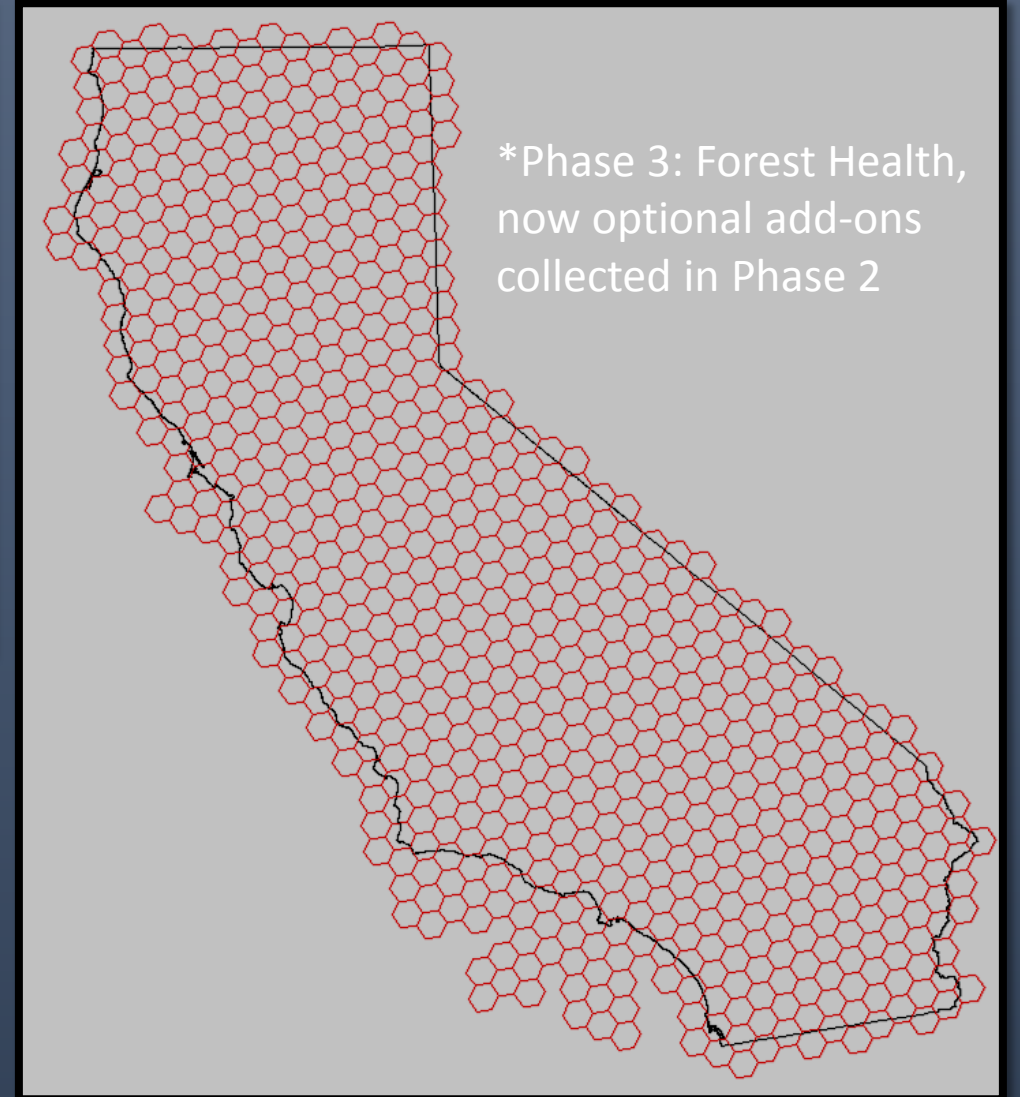 *Phase 3: Forest Health,
now optional add-ons
collected in Phase 2